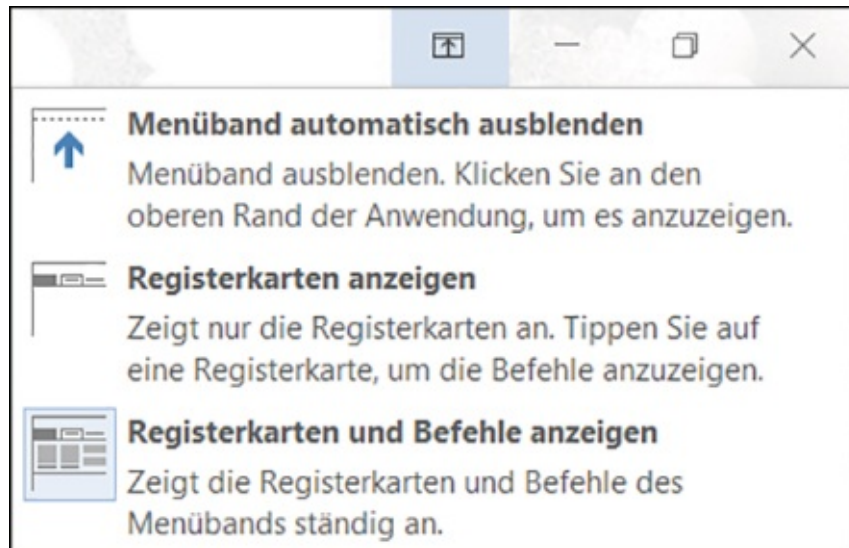 Menüband automatisch ausblenden
Menüband ausblenden. Klicken Sie an den
oberen Rand der Anwendung, um es anzuzeigen.
Registerkarten anzeigen
Zeigt nur die Registerkarten an. Tippen Sie auf
eine Registerkarte, um die Befehle anzuzeigen.
Registerkarten und Befehle anzeigen
Zeigt die Registerkarten und Befehle des
Menübands ständig an.